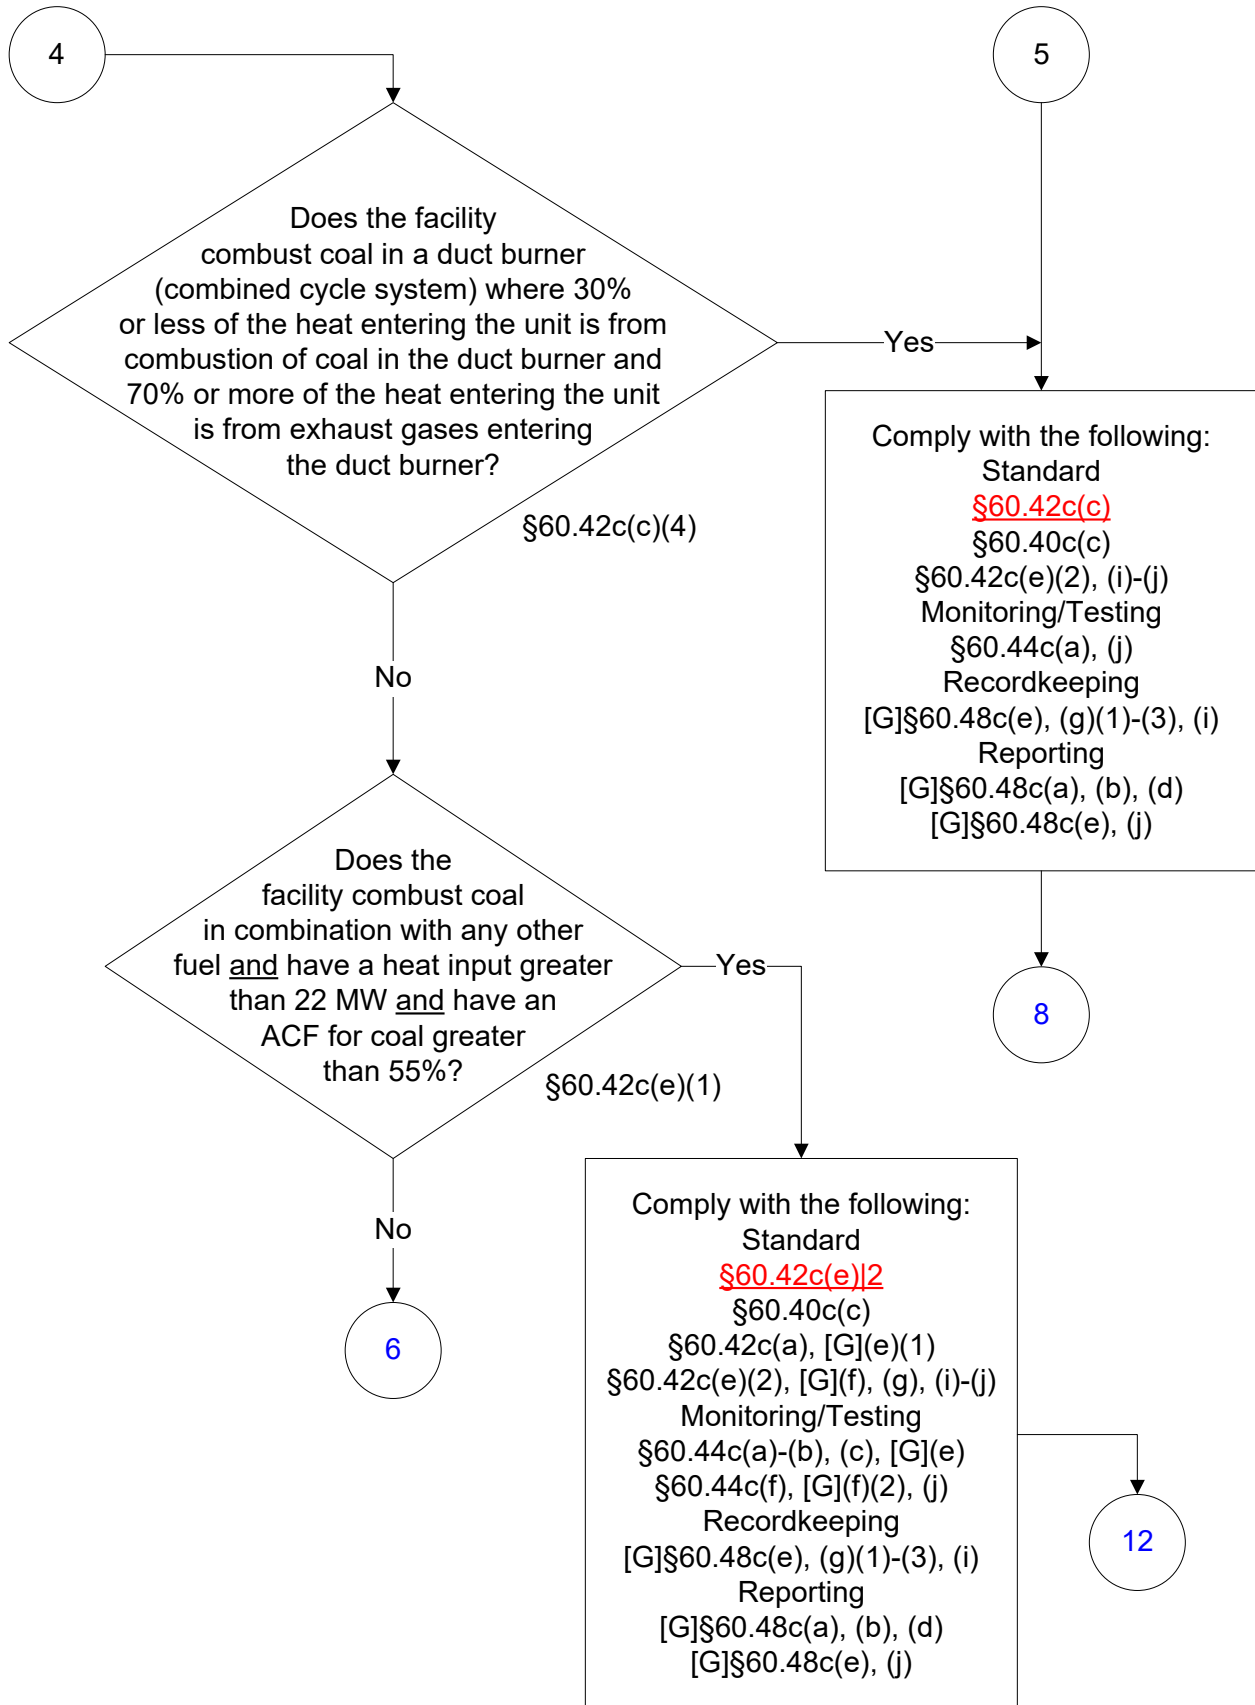 4
5
Does the facility
combust coal in a duct burner
(combined cycle system) where 30%
or less of the heat entering the unit is from
combustion of coal in the duct burner and
70% or more of the heat entering the unit
is from exhaust gases entering
the duct burner?
§60.42c(c)(4)
Yes
No
Comply with the following:
Standard
§60.42c(c)
§60.40c(c)
§60.42c(e)(2), (i)-(j)
Monitoring/Testing
§60.44c(a), (j)
Recordkeeping
[G]§60.48c(e), (g)(1)-(3), (i)
Reporting
[G]§60.48c(a), (b), (d)
[G]§60.48c(e), (j)
8
Does the
facility combust coal
in combination with any other
fuel and have a heat input greater
than 22 MW and have an
ACF for coal greater
than 55%?
§60.42c(e)(1)
Yes
No
6
Comply with the following:
Standard
§60.42c(e)|2
§60.40c(c)
§60.42c(a), [G](e)(1)
§60.42c(e)(2), [G](f), (g), (i)-(j)
Monitoring/Testing
§60.44c(a)-(b), (c), [G](e)
§60.44c(f), [G](f)(2), (j)
Recordkeeping
[G]§60.48c(e), (g)(1)-(3), (i)
Reporting
[G]§60.48c(a), (b), (d)
[G]§60.48c(e), (j)
12